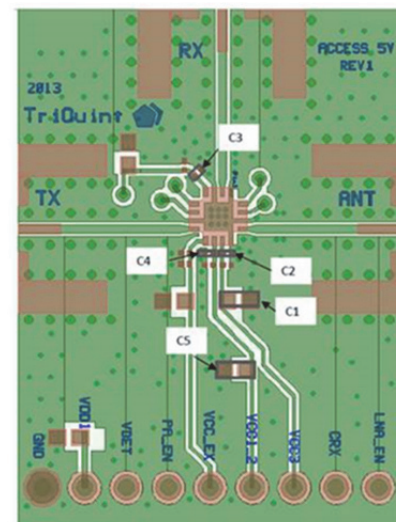 RX
ACCESS 5V
REV1
2013
TriQuint
C3
TX
ANT
C4
C2
C1
C5
GND
VDD1
VDET
PA_EN
VCC_EX
VDD1_2
VDD3
CRX
LNA_EN